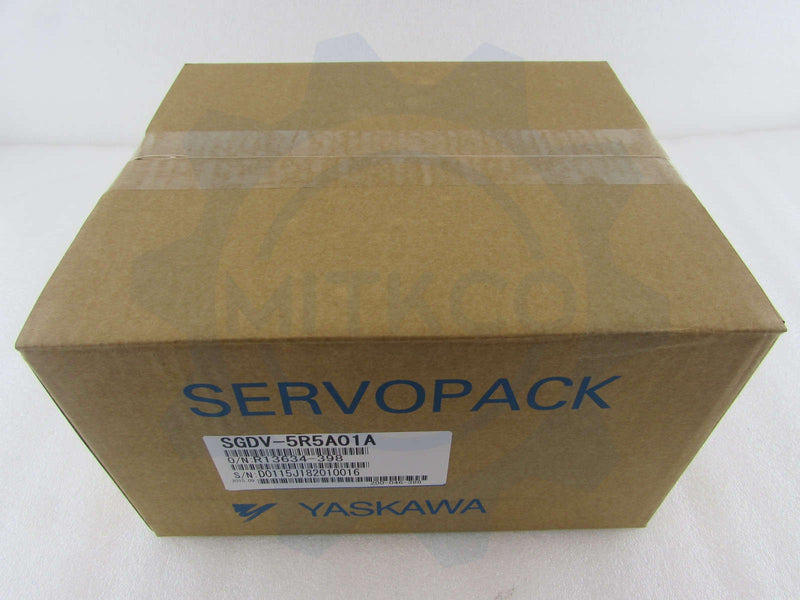 MITKCO
SERVOPACK
SGDV-5R5A01A
O/N:R13634-398
S/N:D0115J182010016
YASKAWA